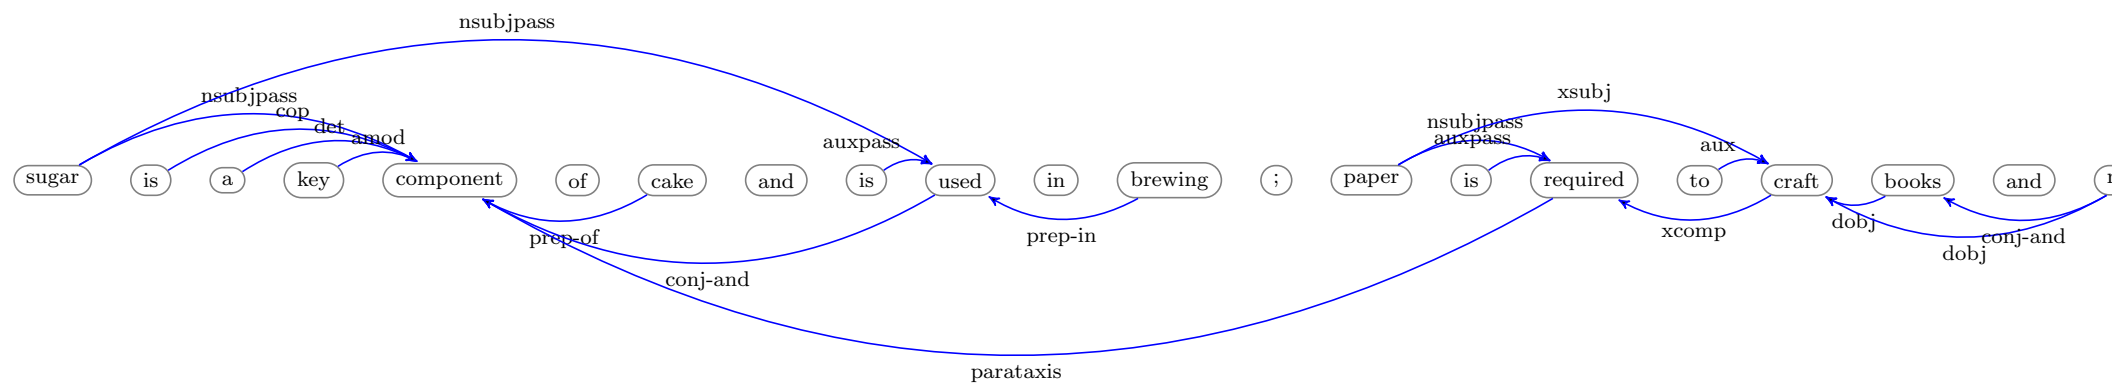 nsubjpass
xsubj
nsubjpass
cop
det
amod
auxpass
nsubjpass
auxpass
aux
sugar is a key component of cake and is used in brewing ; paper is required to craft books and
prep-of
prep-in
dobj
xcomp
conj-and
dobj
conj-and
parataxis